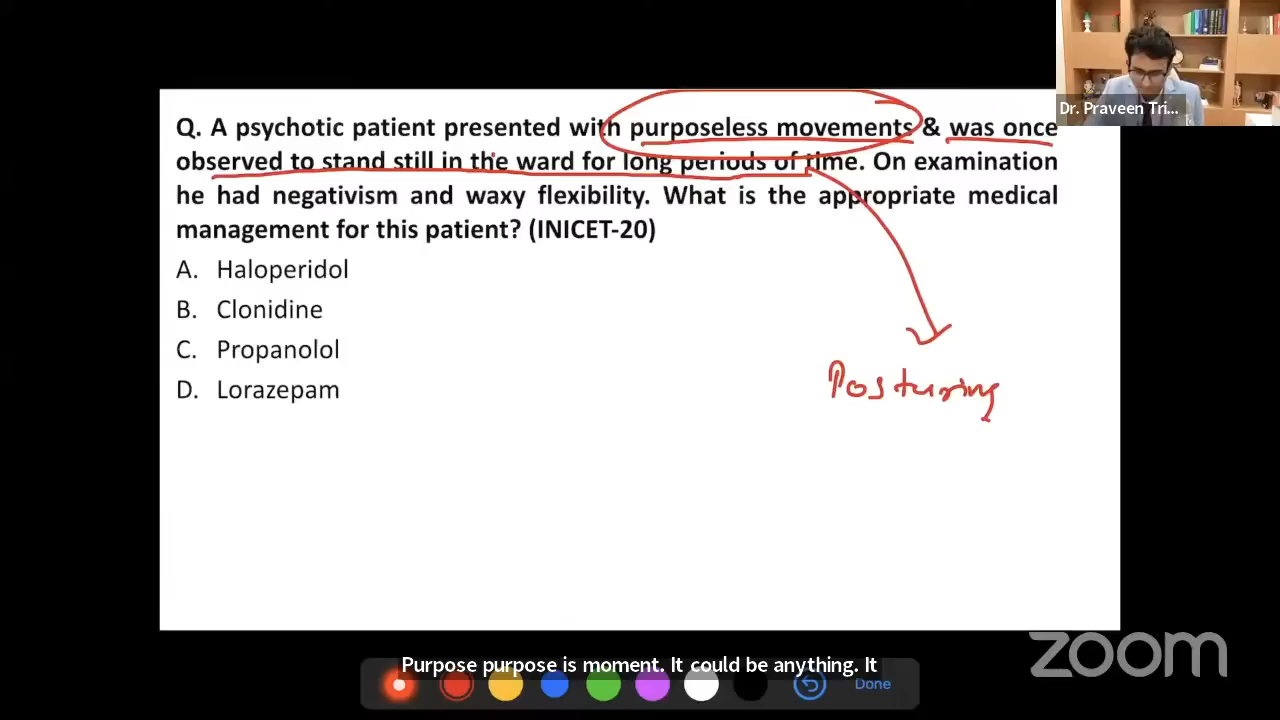 Dr. Praveen Tri...
Q. A psychotic patient presented with purposeless movements & was once
observed to stand still in the ward for long periods of time. On examination
he had negativism and waxy flexibility. What is the appropriate medical
management for this patient? (INICET-20)
A. Haloperidol
B. Clonidine
C. Propanolol
D. Lorazepam
Posturing
zoom
Purpose purpose is moment. It could be anything. It
Done